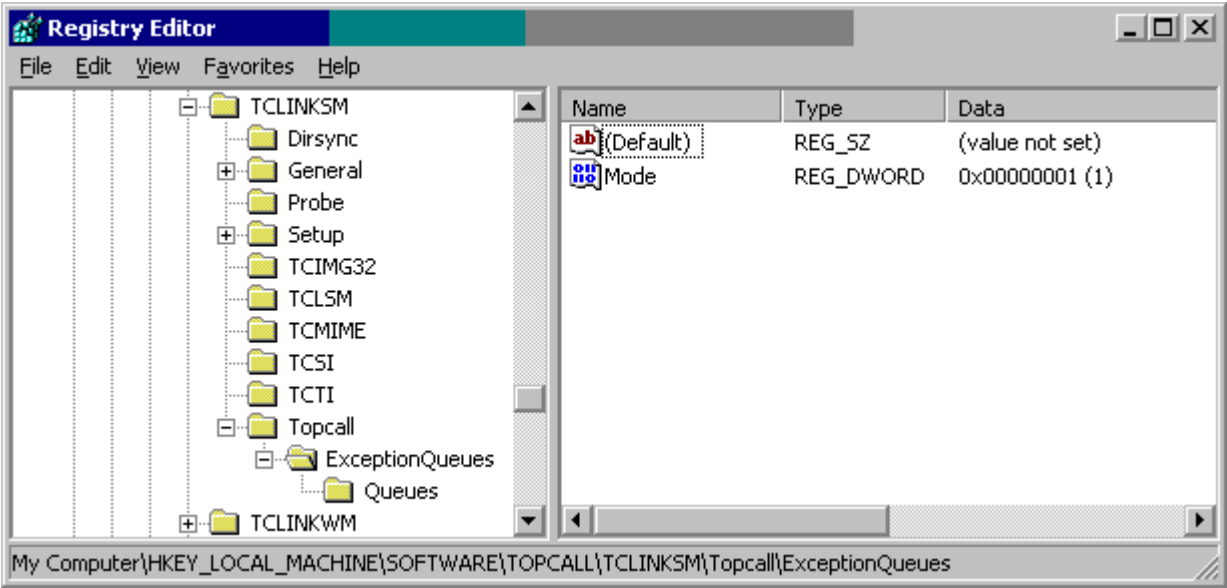 Registry Editor
File Edit View Favorites Help
TCLINKSM
Dirsync
General
Probe
Setup
TCIMG32
TCLSM
TCMIME
TCSI
TCTI
Topcall
ExceptionQueues
Queues
TCLINKWM
Name Type Data
ab (Default) REG_SZ (value not set)
Mode REG_DWORD 0x00000001 (1)
My Computer\HKEY_LOCAL_MACHINE\SOFTWARE\TOPCALL\TCLINKSM\Topcall\ExceptionQueues